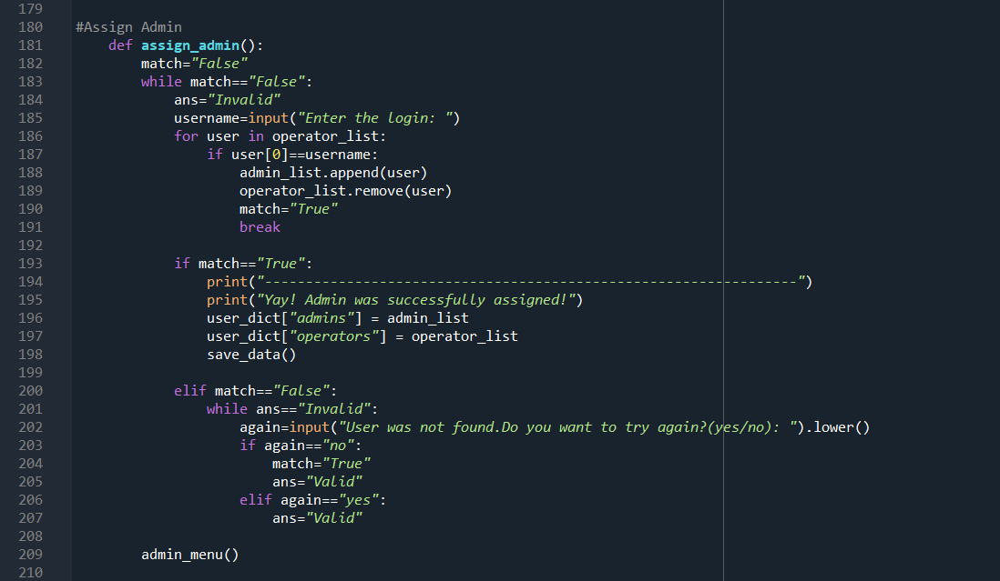 179
180 #Assign Admin
181     def assign_admin():
182         match="False"
183         while match=="False":
184             ans="Invalid"
185             username=input("Enter the login: ")
186             for user in operator_list:
187                 if user[0]==username:
188                     admin_list.append(user)
189                     operator_list.remove(user)
190                     match="True"
191                     break
192
193             if match=="True":
194                 print("-----------------------------------------------------------------")
195                 print("Yay! Admin was successfully assigned!")
196                 user_dict["admins"] = admin_list
197                 user_dict["operators"] = operator_list
198                 save_data()
199
200             elif match=="False":
201                 while ans=="Invalid":
202                     again=input("User was not found.Do you want to try again?(yes/no): ").lower()
203                     if again=="no":
204                         match="True"
205                         ans="Valid"
206                     elif again=="yes":
207                         ans="Valid"
208
209         admin_menu()
210